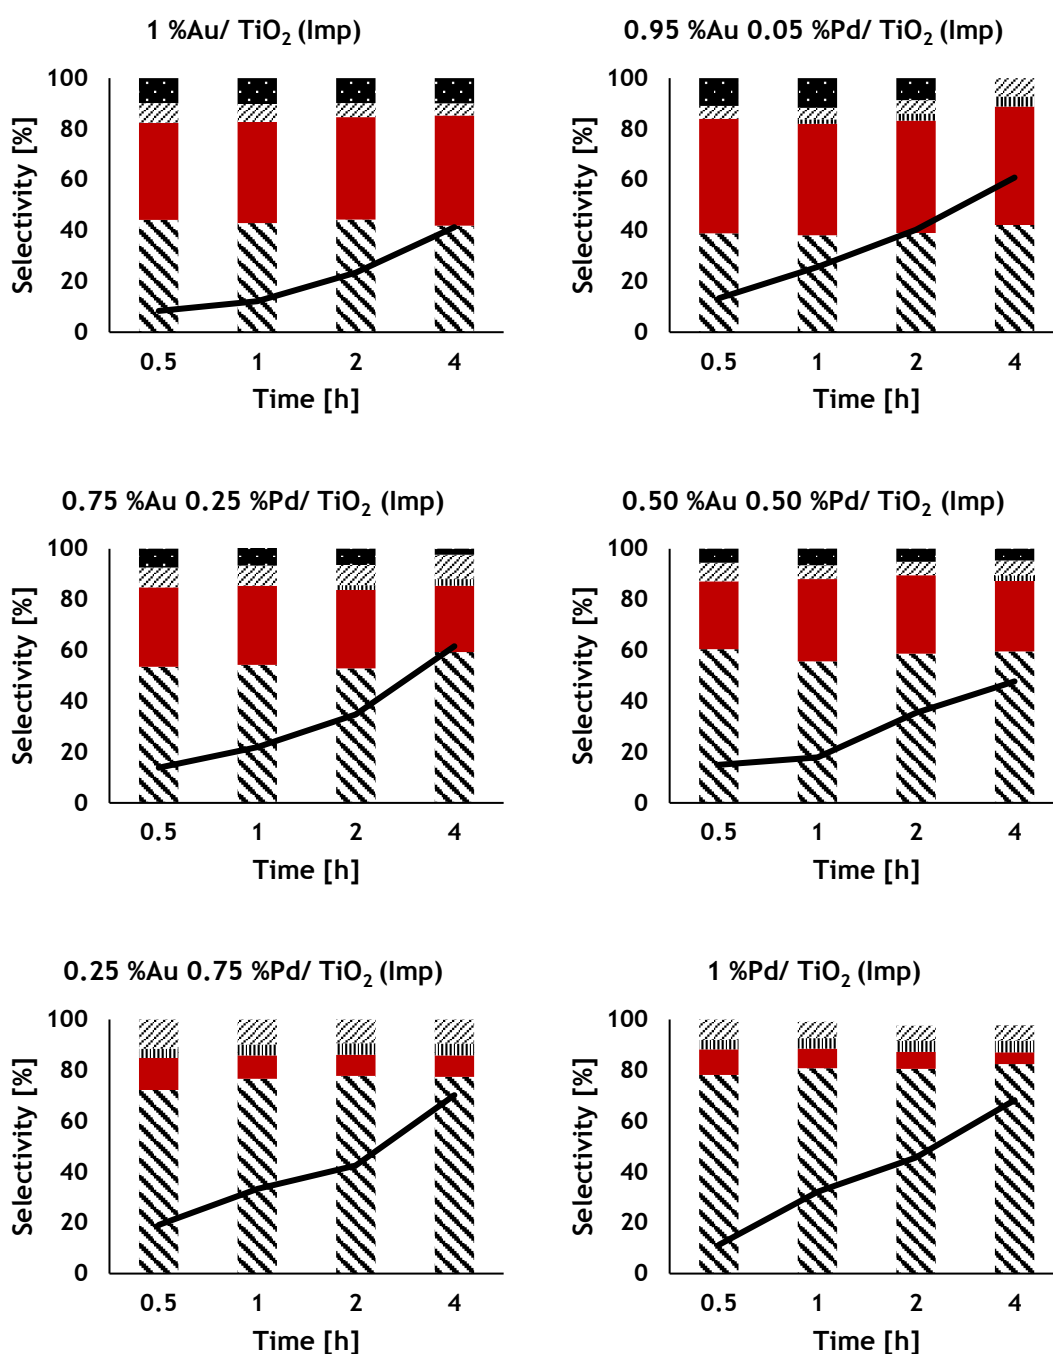 1 %Au/ TiO₂ (Imp)
100
80
60
40
20
0
Selectivity [%]
0.5 1 2 4
Time [h]
0.95 %Au 0.05 %Pd/ TiO₂ (Imp)
100
80
60
40
20
0
Selectivity [%]
0.5 1 2 4
Time [h]
0.75 %Au 0.25 %Pd/ TiO₂ (Imp)
100
80
60
40
20
0
Selectivity [%]
0.5 1 2 4
Time [h]
0.50 %Au 0.50 %Pd/ TiO₂ (Imp)
100
80
60
40
20
0
Selectivity [%]
0.5 1 2 4
Time [h]
0.25 %Au 0.75 %Pd/ TiO₂ (Imp)
100
80
60
40
20
0
Selectivity [%]
0.5 1 2 4
Time [h]
1 %Pd/ TiO₂ (Imp)
100
80
60
40
20
0
Selectivity [%]
0.5 1 2 4
Time [h]